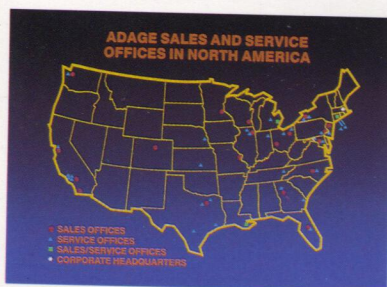 ADAGE SALES AND SERVICE
OFFICES IN NORTH AMERICA
SALES OFFICES
SERVICE OFFICES
SALES/SERVICE OFFICES
CORPORATE HEADQUARTERS